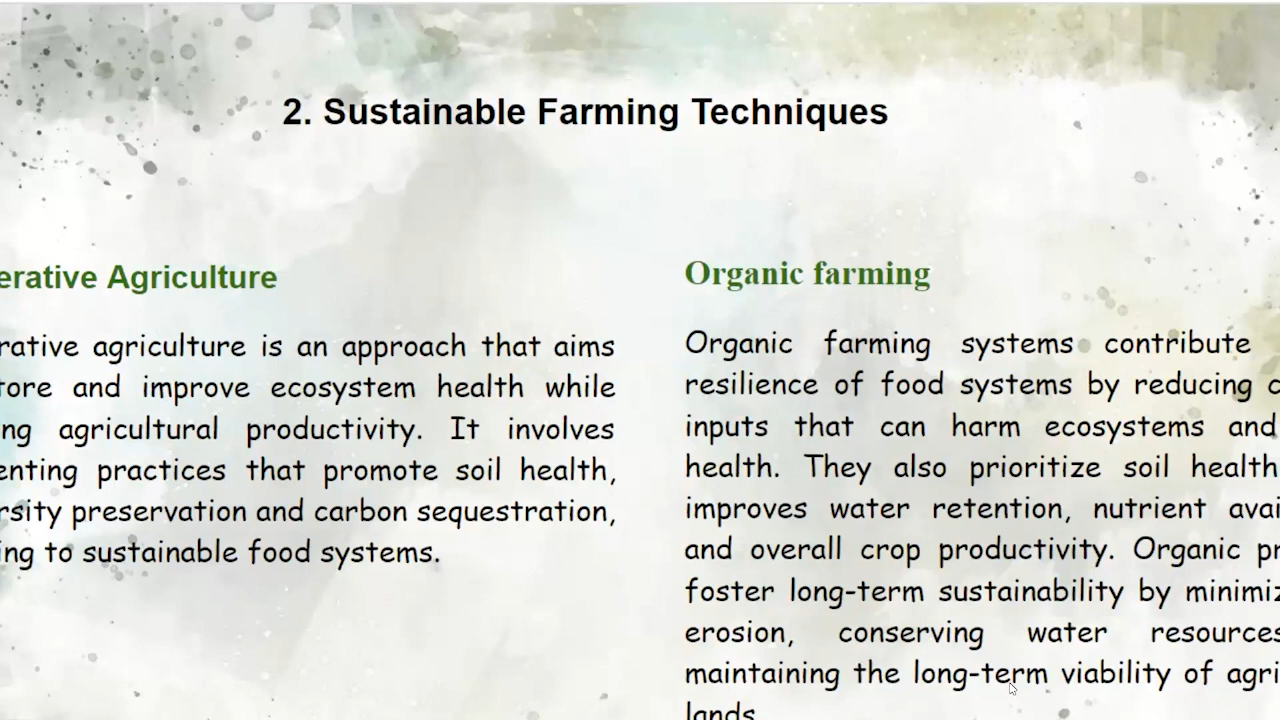 2. Sustainable Farming Techniques
erative Agriculture
rative agriculture is an approach that aims
tore and improve ecosystem health while
ng agricultural productivity. It involves
enting practices that promote soil health,
rsity preservation and carbon sequestration,
ing to sustainable food systems.
Organic farming
Organic farming systems contribute
resilience of food systems by reducing c
inputs that can harm ecosystems and
health. They also prioritize soil health
improves water retention, nutrient avai
and overall crop productivity. Organic pr
foster long-term sustainability by minimiz
erosion, conserving water resources
maintaining the long-term viability of agri
lands